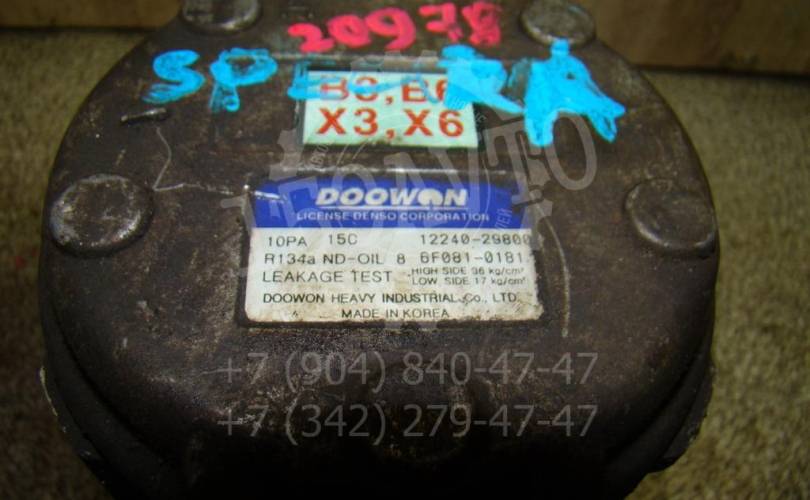 20978
SPECTRA
B3, B6
X3, X6
DOOWON
LICENSE DENSO CORPORATION
10PA 15C 12240-29800
R134a ND-OIL 8 6F081-0181
LEAKAGE TEST HIGH SIDE 36 kg/cm²
LOW SIDE 17 kg/cm²
DOOWON HEAVY INDUSTRIAL. Co., LTD.
MADE IN KOREA
+7 (904) 840-47-47
+7 (342) 279-47-47